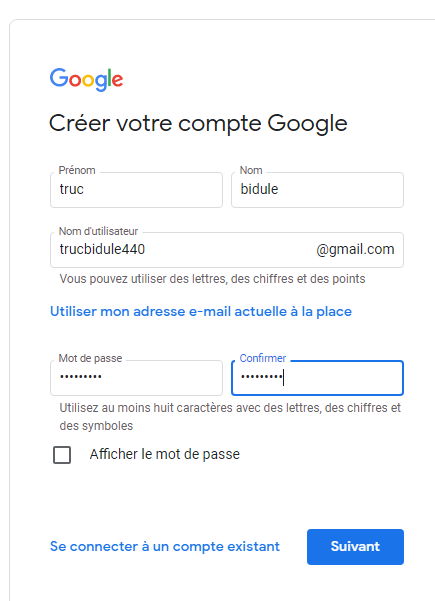 Google
Créer votre compte Google
Prénom
Nom
truc
bidule
Nom d'utilisateur
trucbidule440
@gmail.com
Vous pouvez utiliser des lettres, des chiffres et des points
Utiliser mon adresse e-mail actuelle à la place
Mot de passe
Confirmer
•••••••••
•••••••••
Utilisez au moins huit caractères avec des lettres, des chiffres et
des symboles
Afficher le mot de passe
Se connecter à un compte existant
Suivant